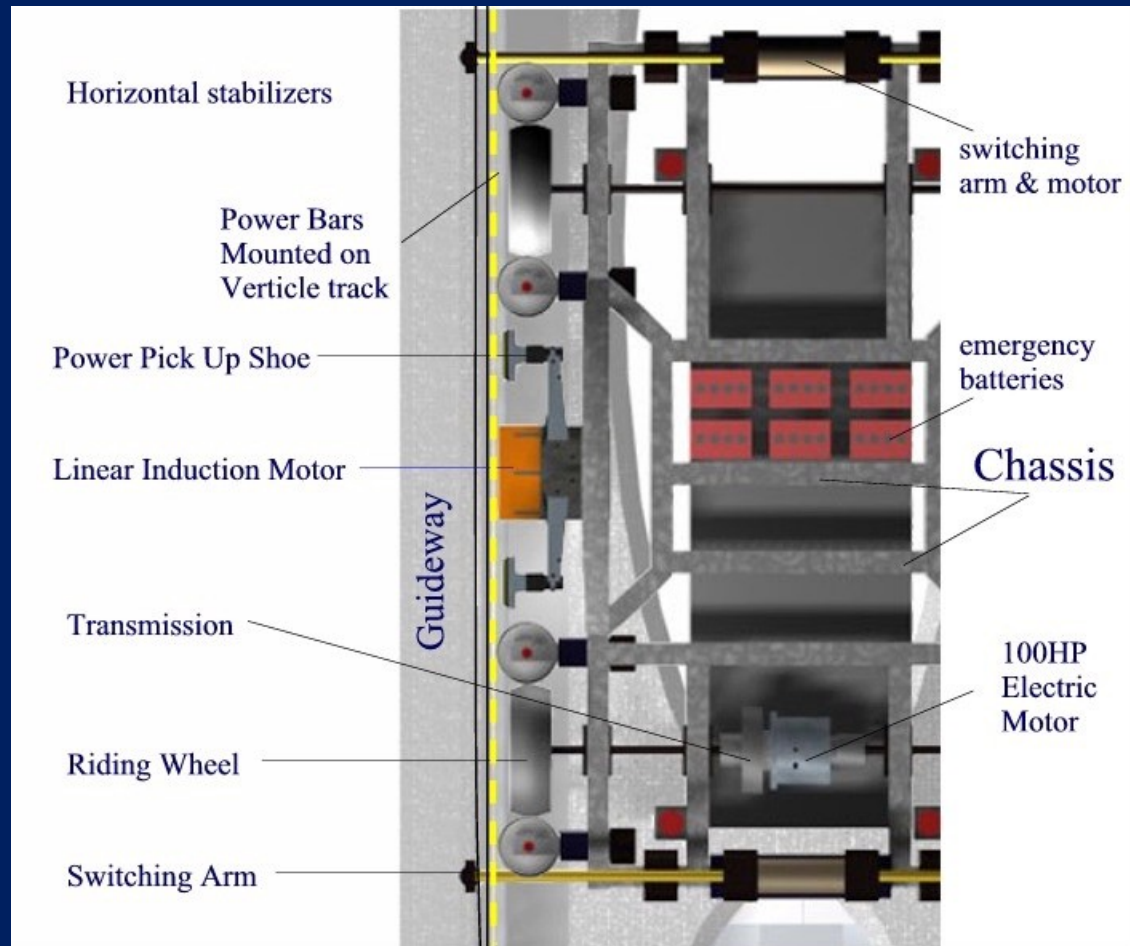 Horizontal stabilizers
Power Bars
Mounted on
Verticle track
Power Pick Up Shoe
Linear Induction Motor
Guideway
Transmission
Riding Wheel
Switching Arm
switching
arm & motor
emergency
batteries
Chassis
100HP
Electric
Motor